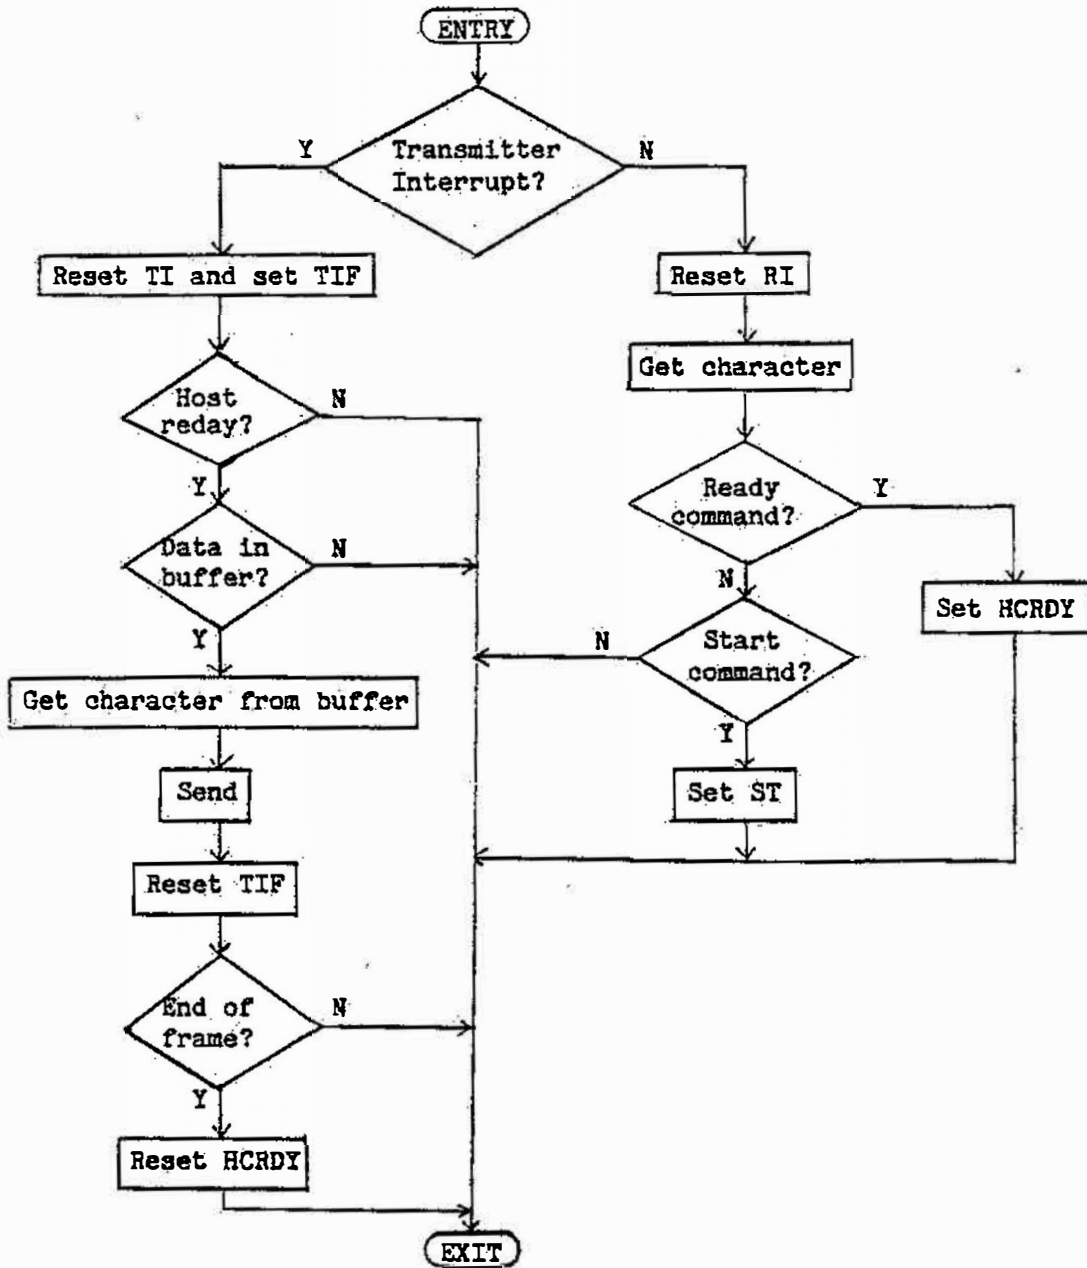 ENTRY
Y
Transmitter
Interrupt?
N
Reset TI and set TIF
Reset RI
Get character
Host
reday?
N
Y
Ready
command?
Y
N
Data in
buffer?
N
Y
Set HCRDY
N
Start
command?
Y
Get character from buffer
Send
Set ST
Reset TIF
End of
frame?
N
Y
Reset HCRDY
EXIT